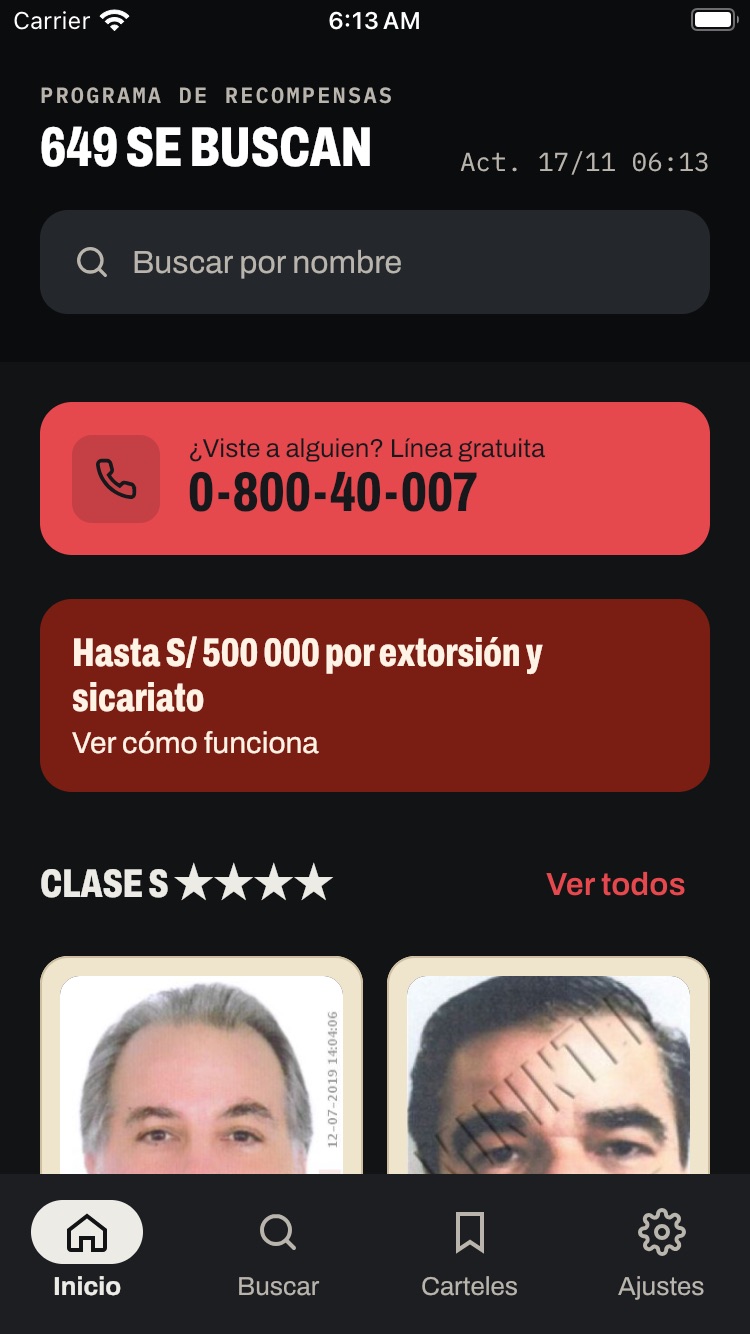 Carrier
6:13 AM
PROGRAMA DE RECOMPENSAS
649 SE BUSCAN
Act. 17/11 06:13
Buscar por nombre
¿Viste a alguien? Línea gratuita
0-800-40-007
Hasta S/ 500 000 por extorsión y
sicariato
Ver cómo funciona
CLASE S ★★★★
Ver todos
12-07-2019 14:04:06
Inicio
Buscar
Carteles
Ajustes